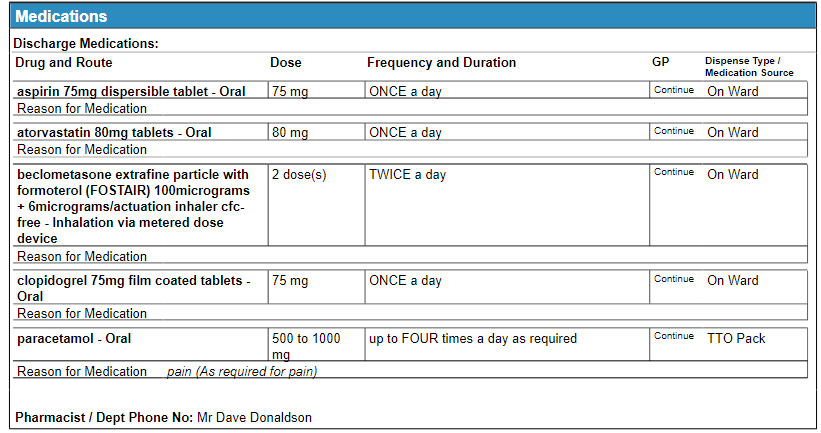 Medications
Discharge Medications:
Drug and Route Dose Frequency and Duration GP Dispense Type /
Medication Source
aspirin 75mg dispersible tablet - Oral 75 mg ONCE a day Continue On Ward
Reason for Medication
atorvastatin 80mg tablets - Oral 80 mg ONCE a day Continue On Ward
Reason for Medication
beclometasone extrafine particle with 2 dose(s) TWICE a day Continue On Ward
formoterol (FOSTAIR) 100micrograms
+ 6micrograms/actuation inhaler cfc-
free - Inhalation via metered dose
device
Reason for Medication
clopidogrel 75mg film coated tablets - 75 mg ONCE a day Continue On Ward
Oral
Reason for Medication
paracetamol - Oral 500 to 1000 up to FOUR times a day as required Continue TTO Pack
mg
Reason for Medication pain (As required for pain)
Pharmacist / Dept Phone No: Mr Dave Donaldson